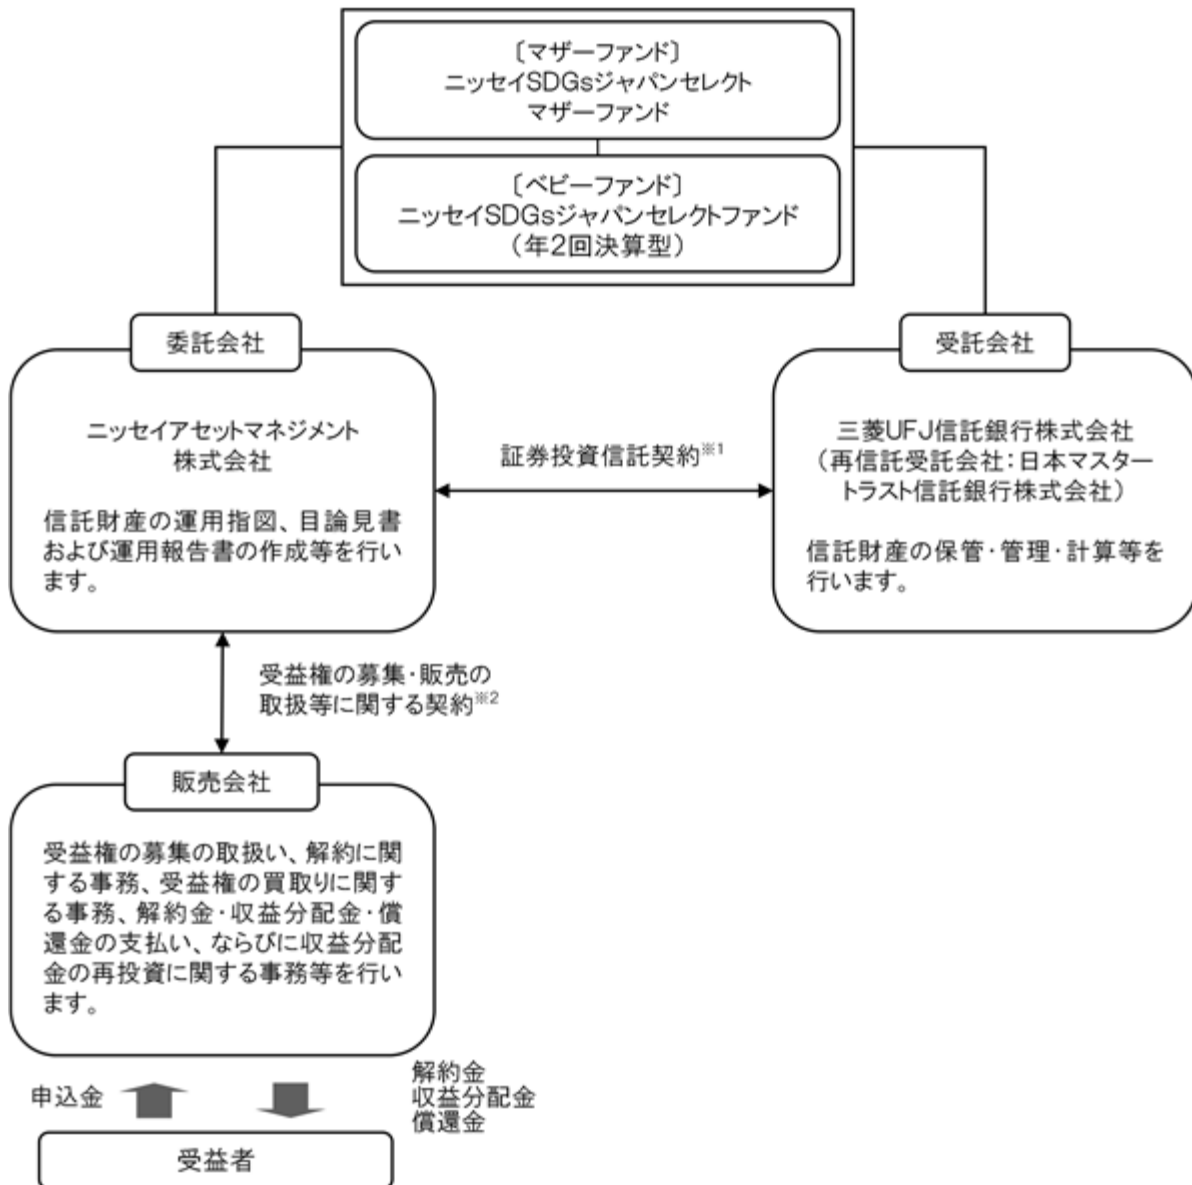 〔マザーファンド〕
ニッセイSDGsジャパンセレクト
マザーファンド
〔ベビーファンド〕
ニッセイSDGsジャパンセレクトファンド
（年2回決算型）
委託会社
ニッセイアセットマネジメント
株式会社
信託財産の運用指図、目論見書
および運用報告書の作成等を行い
ます。
証券投資信託契約※1
受託会社
三菱UFJ信託銀行株式会社
（再信託受託会社：日本マスター
トラスト信託銀行株式会社）
信託財産の保管・管理・計算等を
行います。
受益権の募集・販売の
取扱等に関する契約※2
販売会社
受益権の募集の取扱い、解約に関
する事務、受益権の買取りに関す
る事務、解約金・収益分配金・償
還金の支払い、ならびに収益分配
金の再投資に関する事務等を行い
ます。
申込金
解約金
収益分配金
償還金
受益者